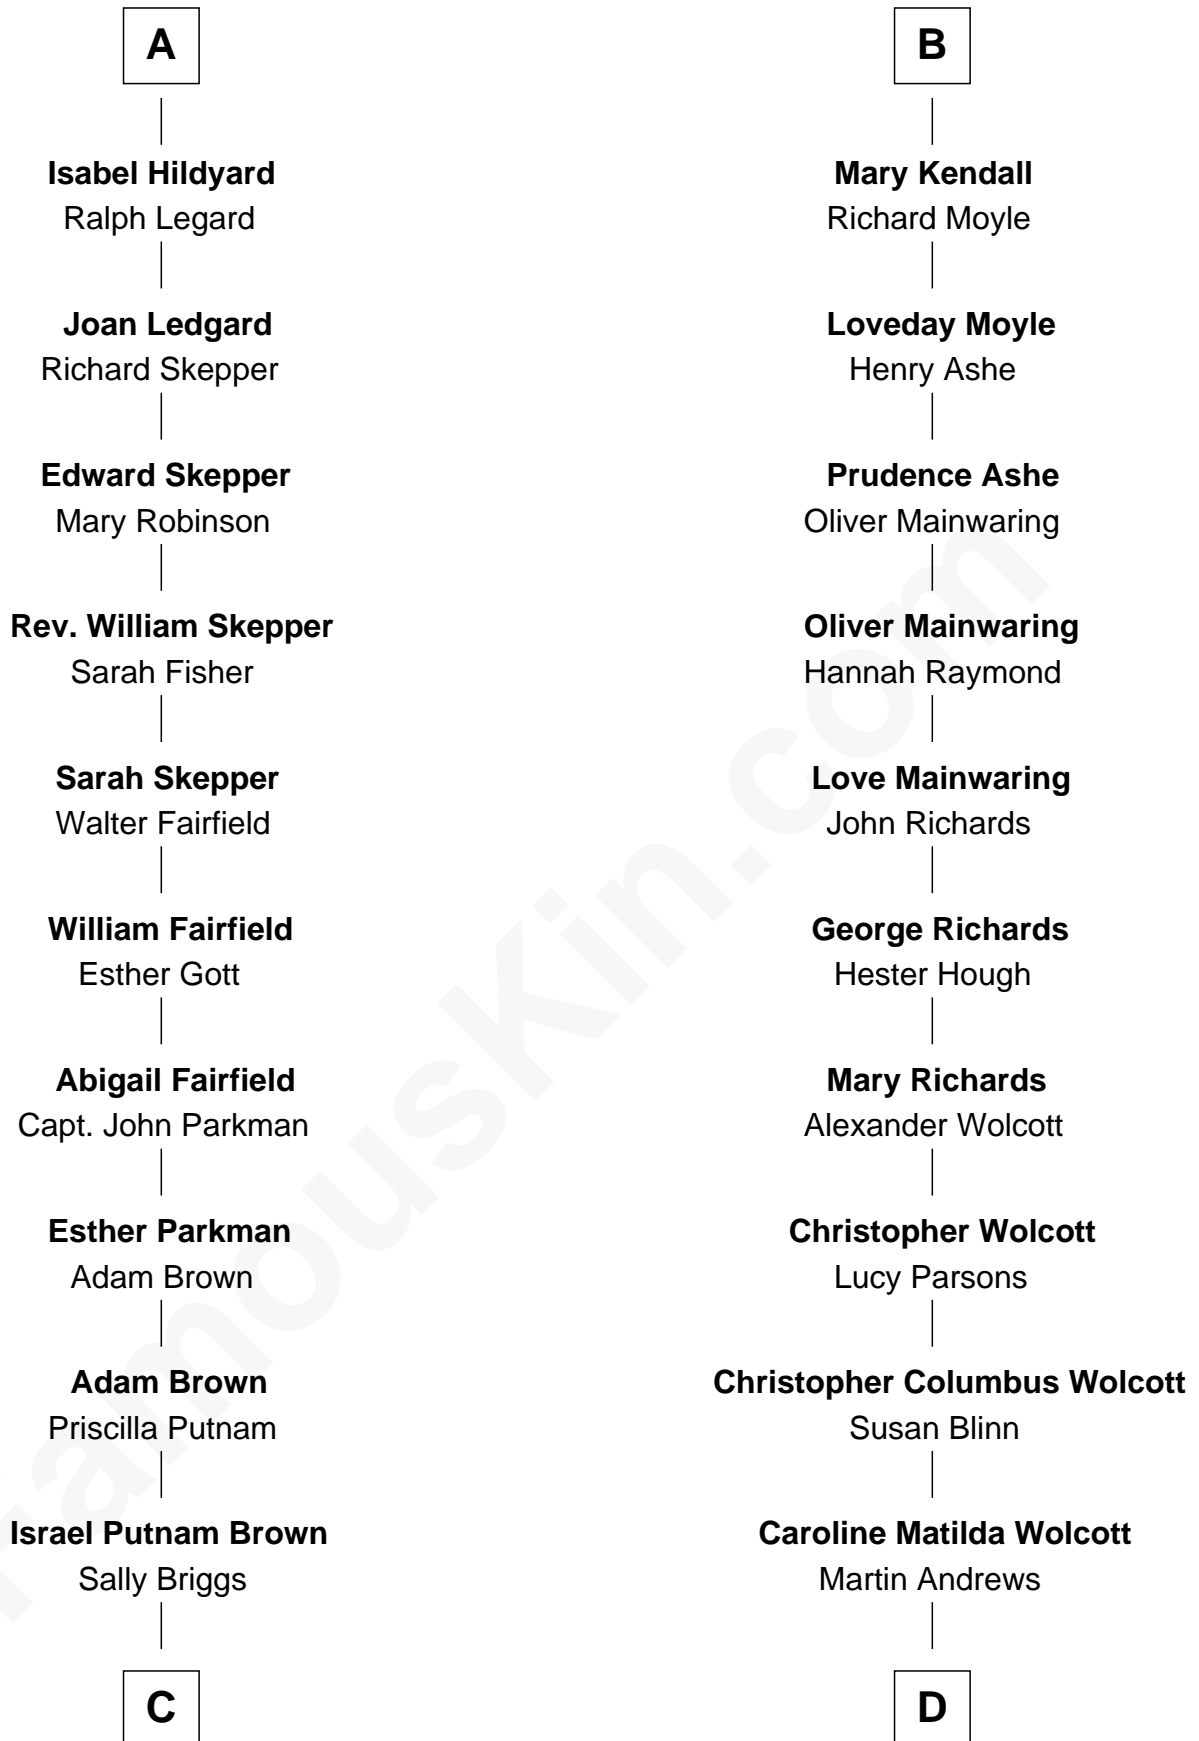 A
Isabel Hildyard
Ralph Legard
Joan Ledgard
Richard Skepper
Edward Skepper
Mary Robinson
Rev. William Skepper
Sarah Fisher
Sarah Skepper
Walter Fairfield
William Fairfield
Esther Gott
Abigail Fairfield
Capt. John Parkman
Esther Parkman
Adam Brown
Adam Brown
Priscilla Putnam
Israel Putnam Brown
Sally Briggs
C
B
Mary Kendall
Richard Moyle
Loveday Moyle
Henry Ashe
Prudence Ashe
Oliver Mainwaring
Oliver Mainwaring
Hannah Raymond
Love Mainwaring
John Richards
George Richards
Hester Hough
Mary Richards
Alexander Wolcott
Christopher Wolcott
Lucy Parsons
Christopher Columbus Wolcott
Susan Blinn
Caroline Matilda Wolcott
Martin Andrews
D
FamousKin.com